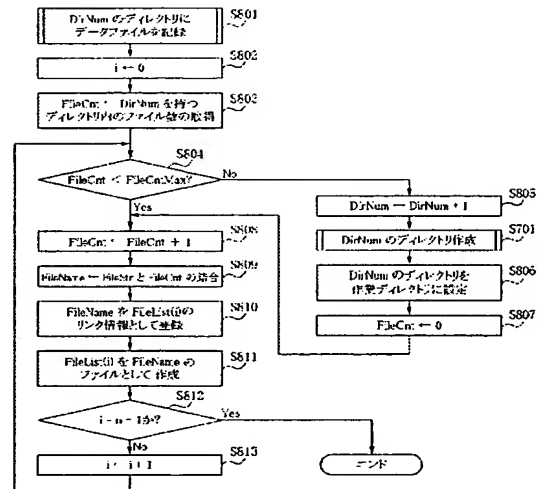 DirNum のディレクトリに
データファイルを記録
S801
i ← 0
S802
FileCnt ← DirNum を持つ
ディレクトリ内のファイル数の取得
S803
S804
FileCnt < FileCntMax?
No
Yes
S805
DirNum ← DirNum + 1
S701
DirNum のディレクトリ作成
DirNum のディレクトリを
作業ディレクトリに設定
S806
FileCnt ← 0
S807
FileCnt ← FileCnt + 1
S808
FileName ← FileStr と FileCnt の結合
S809
FileName を FileList(i)の
リンク情報として登録
S810
FileList(i) を FileName の
ファイルとして 作成
S811
S812
i = n - 1か?
Yes
No
i ← i + 1
S813
エンド